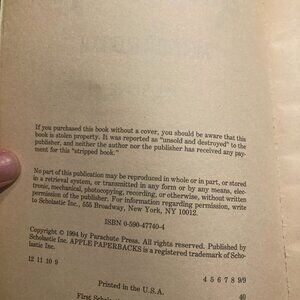 If you purchased this book without a cover, you should be aware that this
book is stolen property. It was reported as "unsold and destroyed" to the
publisher, and neither the author nor the publisher has received any pay-
ment for this "stripped book."
No part of this publication may be reproduced in whole or in part, or stored
in a retrieval system, or transmitted in any form or by any means, elec-
tronic, mechanical, photocopying, recording, or otherwise, without written
permission of the publisher. For information regarding permission, write
to Scholastic Inc., 555 Broadway, New York, NY 10012.
ISBN 0-590-47740-4
Copyright © 1994 by Parachute Press. All rights reserved. Published by
Scholastic Inc. APPLE PAPERBACKS is a registered trademark of Scho-
lastic Inc.
12 11 10 9 4 5 6 7 8 9/9
Printed in the U.S.A. 40
First Schol